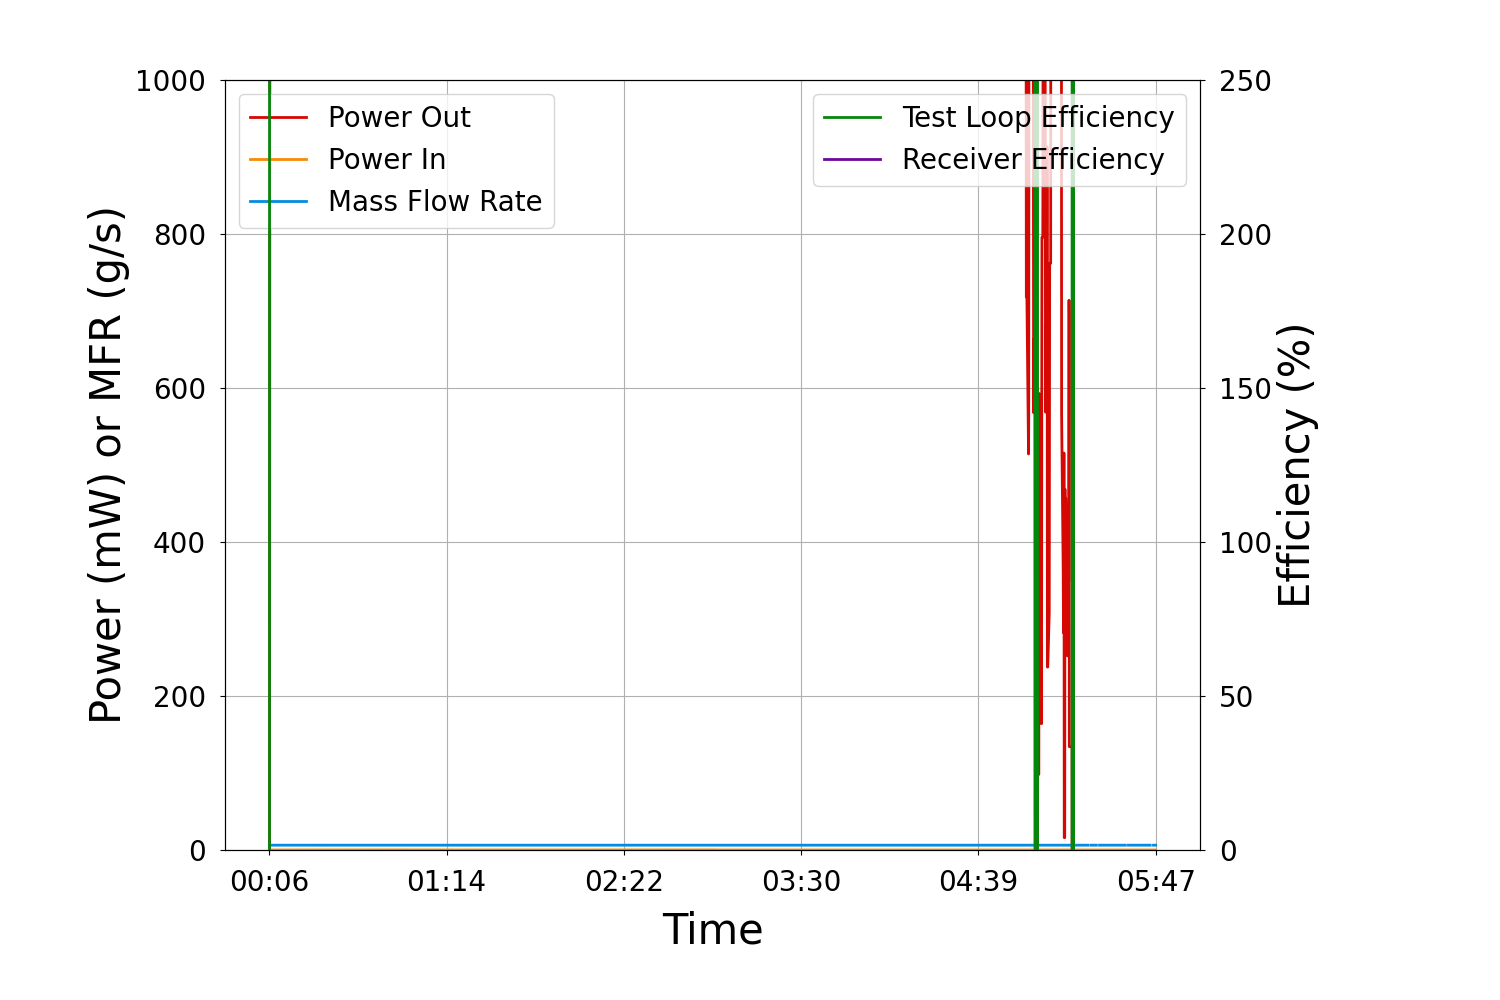 1000
800
600
400
200
0
Power (mW) or MFR (g/s)
Power Out
Power In
Mass Flow Rate
Test Loop Efficiency
Receiver Efficiency
250
200
150
100
50
0
Efficiency (%)
00:06 01:14 02:22 03:30 04:39 05:47
Time